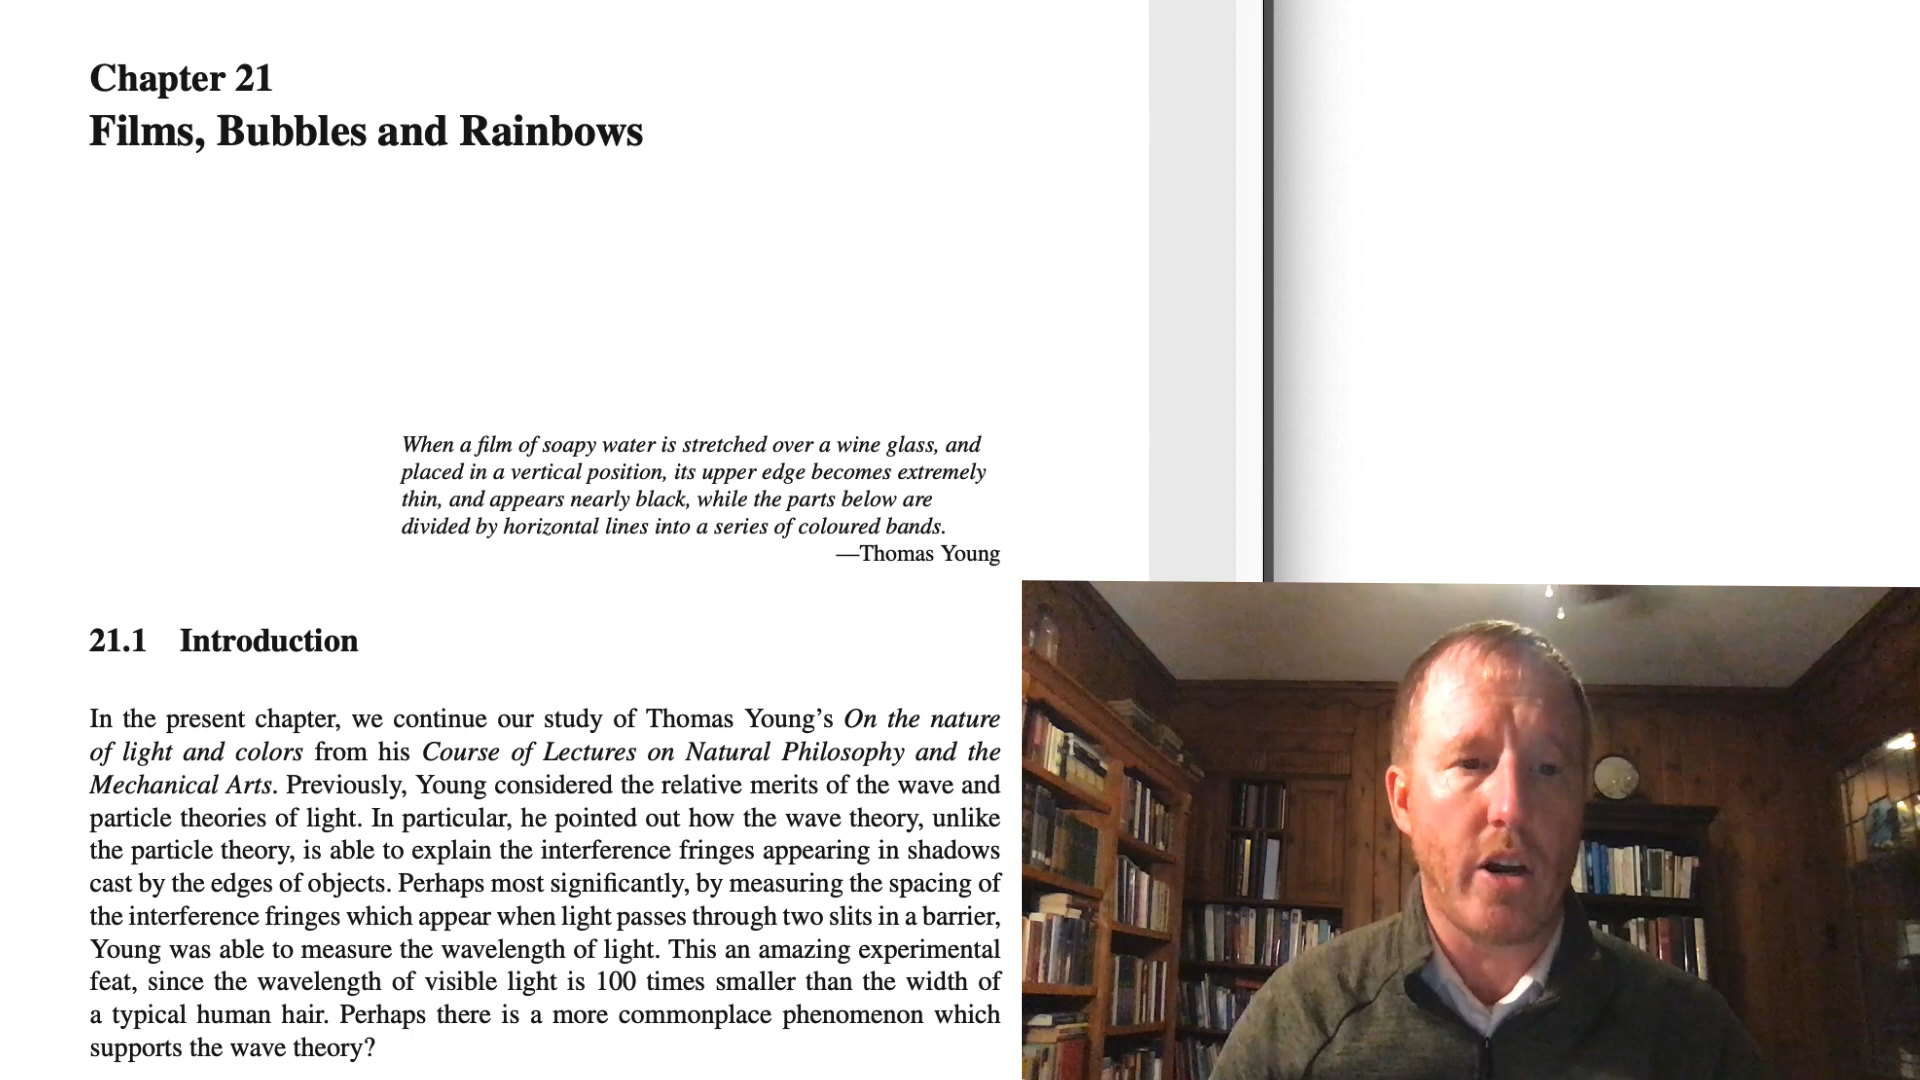 Chapter 21
Films, Bubbles and Rainbows
When a film of soapy water is stretched over a wine glass, and
placed in a vertical position, its upper edge becomes extremely
thin, and appears nearly black, while the parts below are
divided by horizontal lines into a series of coloured bands.
—Thomas Young
21.1 Introduction
In the present chapter, we continue our study of Thomas Young’s On the nature
of light and colors from his Course of Lectures on Natural Philosophy and the
Mechanical Arts. Previously, Young considered the relative merits of the wave and
particle theories of light. In particular, he pointed out how the wave theory, unlike
the particle theory, is able to explain the interference fringes appearing in shadows
cast by the edges of objects. Perhaps most significantly, by measuring the spacing of
the interference fringes which appear when light passes through two slits in a barrier,
Young was able to measure the wavelength of light. This an amazing experimental
feat, since the wavelength of visible light is 100 times smaller than the width of
a typical human hair. Perhaps there is a more commonplace phenomenon which
supports the wave theory?